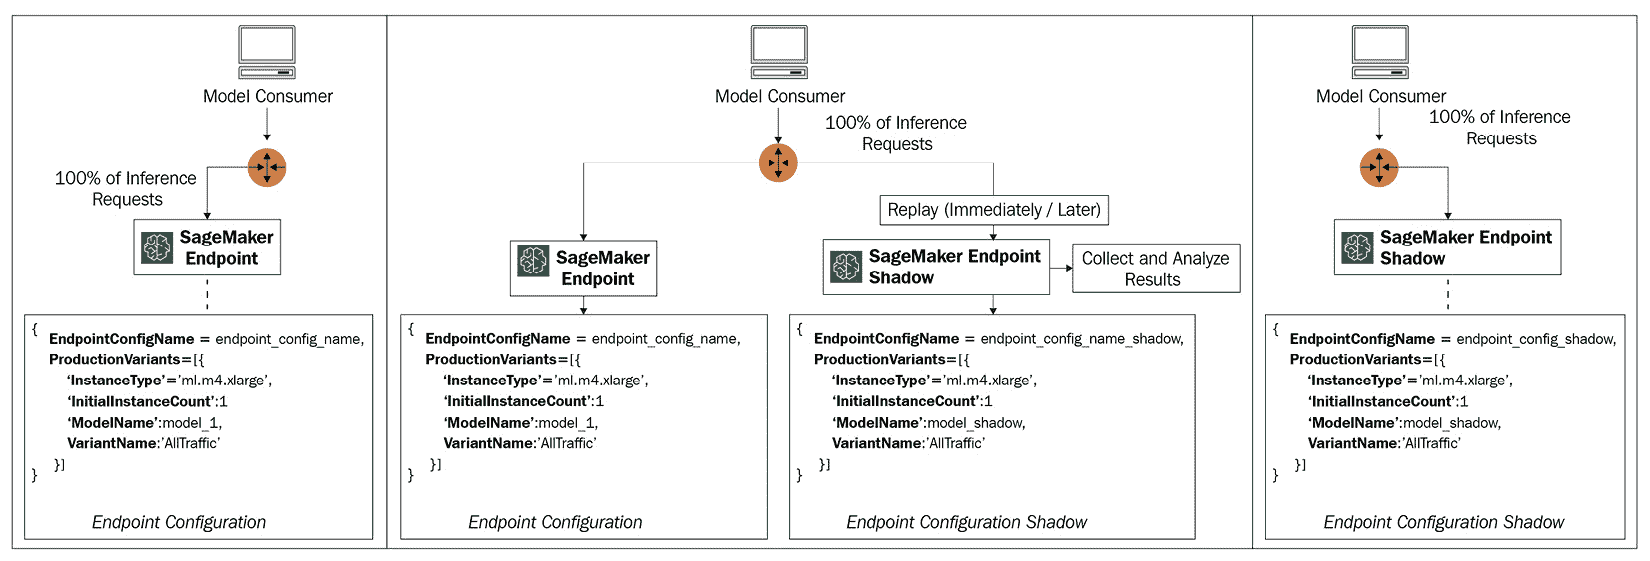 Model Consumer
100% of Inference
Requests
SageMaker
Endpoint
{
EndpointConfigName = endpoint_config_name,
ProductionVariants=[{
‘InstanceType’='ml.m4.xlarge’,
‘InitialInstanceCount’:1
‘ModelName’:model_1,
VariantName:’AllTraffic’
}]
}
Endpoint Configuration
Model Consumer
100% of Inference
Requests
SageMaker
Endpoint
{
EndpointConfigName = endpoint_config_name,
ProductionVariants=[{
‘InstanceType’='ml.m4.xlarge’,
‘InitialInstanceCount’:1
‘ModelName’:model_1,
VariantName:’AllTraffic’
}]
}
Endpoint Configuration
Replay (Immediately / Later)
SageMaker Endpoint
Shadow
Collect and Analyze
Results
{
EndpointConfigName = endpoint_config_name_shadow,
ProductionVariants=[{
‘InstanceType’='ml.m4.xlarge’,
‘InitialInstanceCount’:1
‘ModelName’:model_shadow,
VariantName:’AllTraffic’
}]
}
Endpoint Configuration Shadow
Model Consumer
100% of Inference
Requests
SageMaker Endpoint
Shadow
{
EndpointConfigName = endpoint_config_shadow,
ProductionVariants=[{
‘InstanceType’='ml.m4.xlarge’,
‘InitialInstanceCount’:1
‘ModelName’:model_shadow,
VariantName:’AllTraffic’
}]
}
Endpoint Configuration Shadow